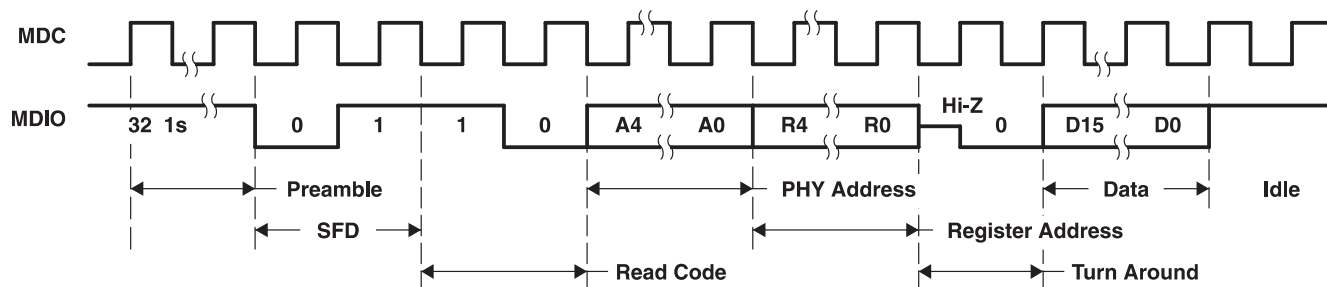 MDC
MDIO
32 1s 0 1 1 0 A4 A0 R4 R0 Hi-Z 0 D15 D0
Preamble PHY Address Data Idle
SFD Register Address
Read Code Turn Around